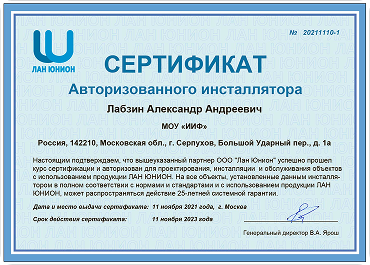 № 20211110-1
ЛАН ЮНИОН
СЕРТИФИКАТ
Авторизованного инсталлятора
Лабзин Александр Андреевич
МОУ «ИИФ»
Россия, 142210, Московская обл., г. Серпухов, Большой Ударный пер., д. 1а
Настоящим подтверждаем, что вышеуказанный партнер ООО "Лан Юнион" успешно прошел
курс сертификации и авторизован для проектирования, инсталляции и обслуживания объектов
с использованием продукции ЛАН ЮНИОН. На все объекты, установленные данным инсталля-
тором в полном соответствии с нормами и стандартами и с использованием продукции ЛАН
ЮНИОН, может распространяться действие 25-летней системной гарантии.
Дата и место выдачи сертификата: 11 ноября 2021 года, г. Москва
Срок действия сертификата: 11 ноября 2023 года
Генеральный директор В.А. Ярош